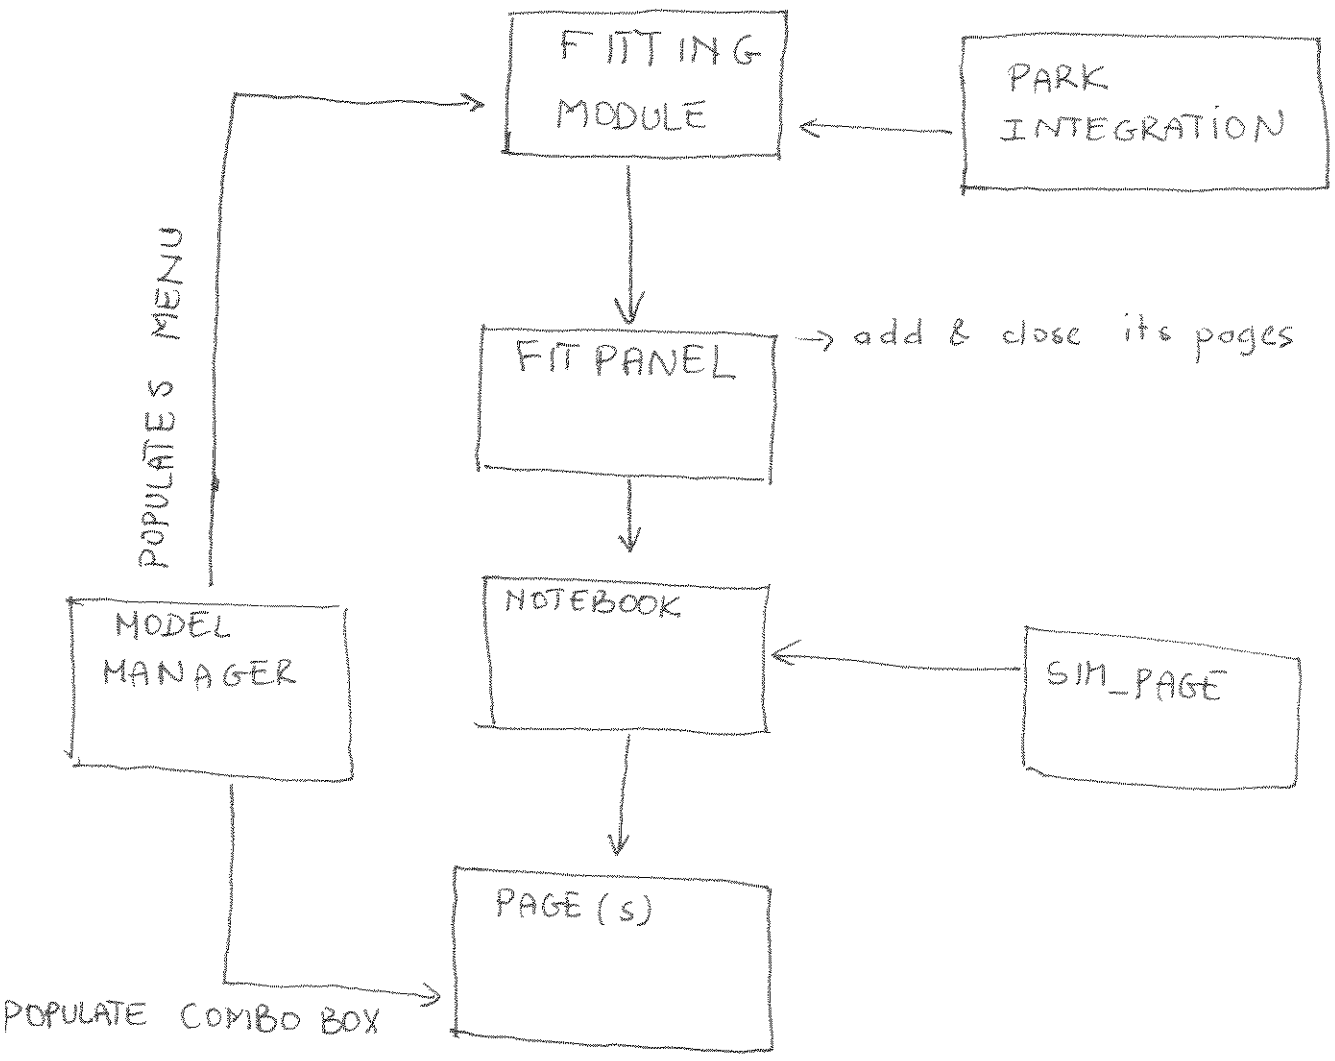 FITTING
MODULE
PARK
INTEGRATION
POPULATES MENU
FITPANEL
→ add & close its pages
NOTEBOOK
MODEL
MANAGER
SIM_PAGE
PAGE(s)
POPULATE COMBO BOX